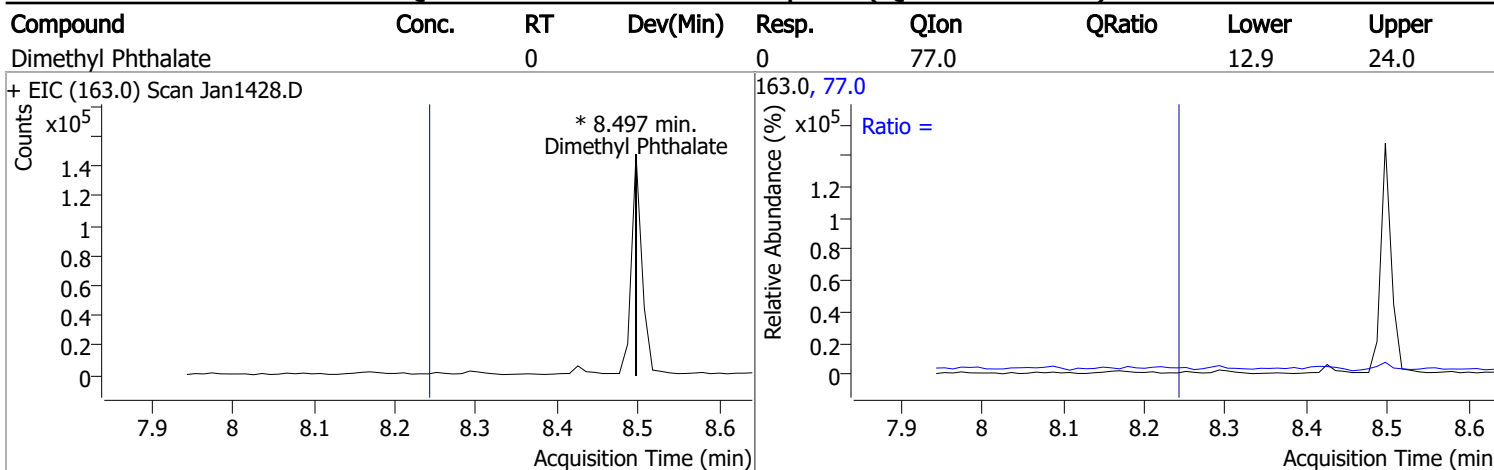 Compound Conc. RT Dev(Min) Resp. QIon QRatio Lower Upper
Dimethyl Phthalate 0 0 77.0 12.9 24.0
+ EIC (163.0) Scan Jan1428.D
Counts
x10^5
* 8.497 min.
Dimethyl Phthalate
1.4
1.2
1
0.8
0.6
0.4
0.2
0
7.9 8 8.1 8.2 8.3 8.4 8.5 8.6
Acquisition Time (min)
163.0, 77.0
Relative Abundance (%)
x10^5
Ratio =
1.2
1
0.8
0.6
0.4
0.2
0
7.9 8 8.1 8.2 8.3 8.4 8.5 8.6
Acquisition Time (min